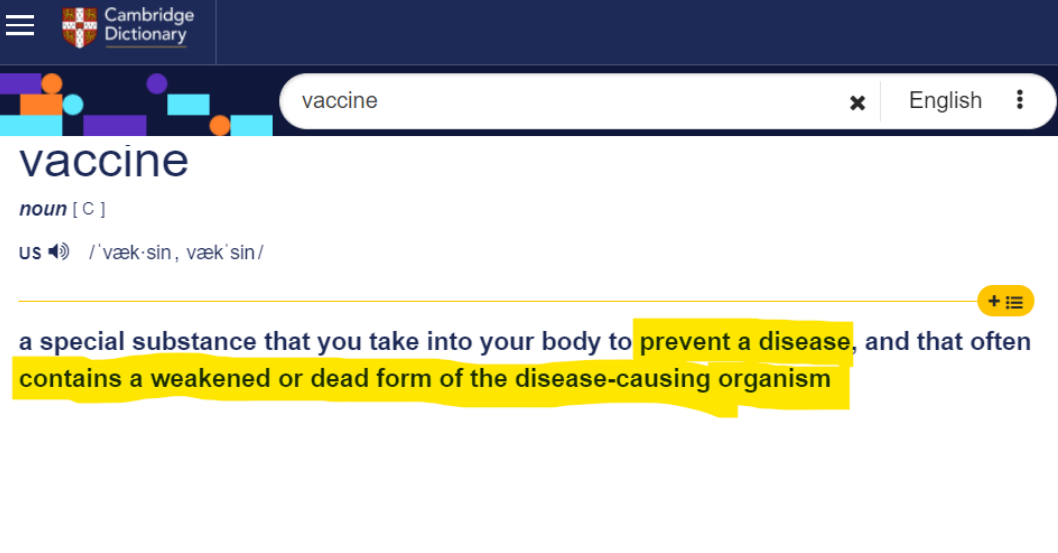 Cambridge
Dictionary
vaccine
English
vaccine
noun [ C ]
US /ˈvæk·sin, vækˈsin/
a special substance that you take into your body to prevent a disease, and that often
contains a weakened or dead form of the disease-causing organism